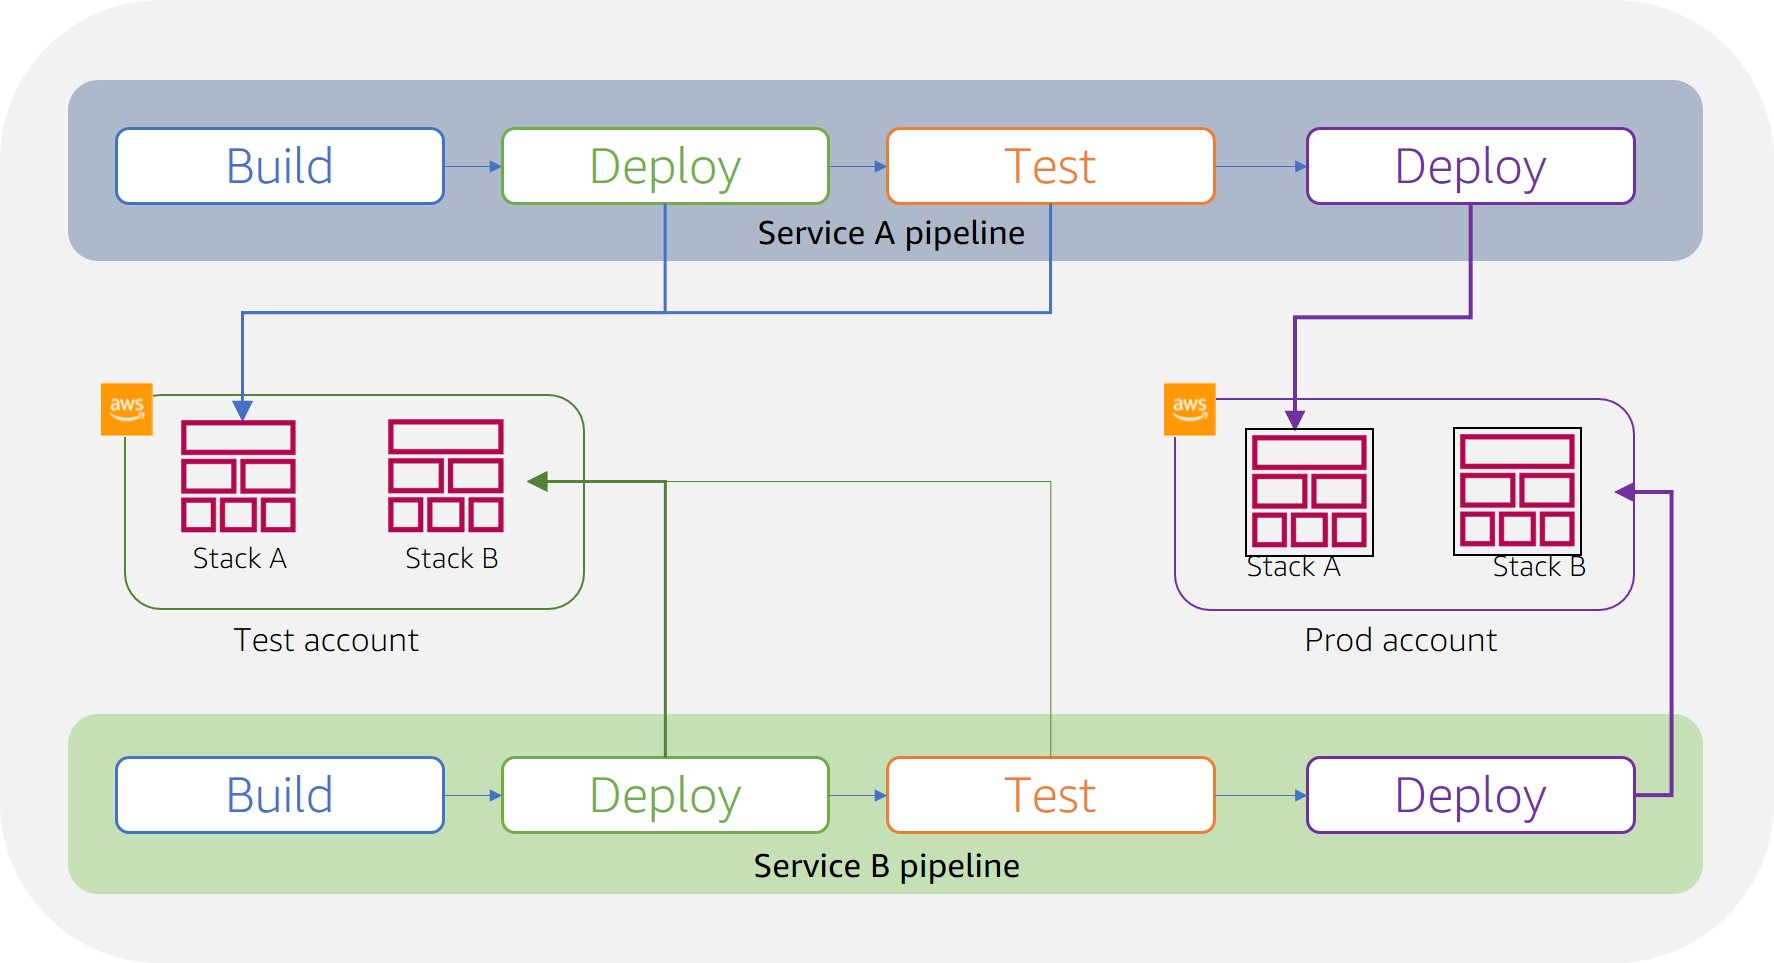 Build
Deploy
Test
Deploy
Service A pipeline
aws
aws
Stack A
Stack B
Stack A
Stack B
Test account
Prod account
Build
Deploy
Test
Deploy
Service B pipeline